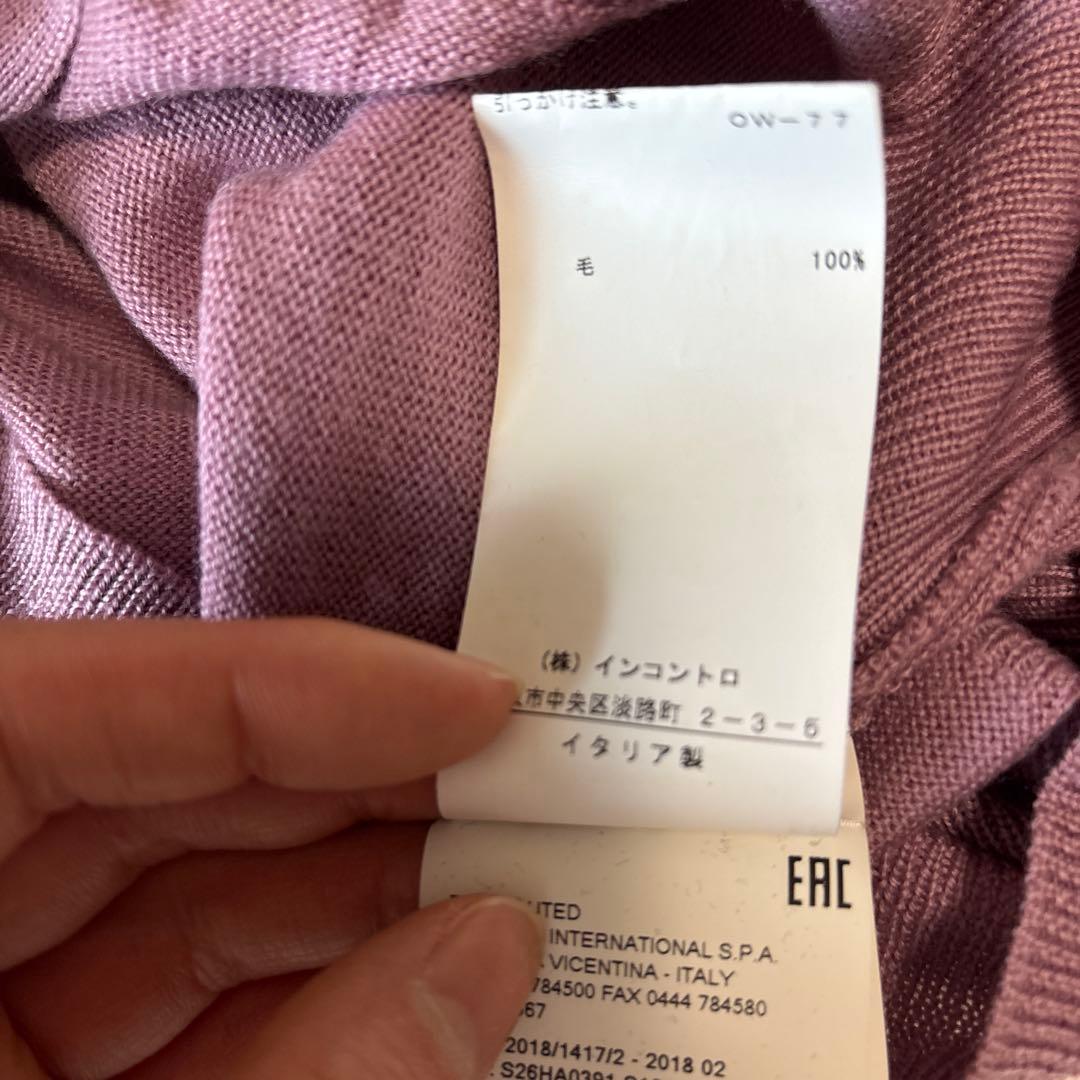 引っかけ注意。
OW-77
毛 100%
(株) インコントロ
市中央区淡路町 2-3-5
イタリア製
EAC
UTED
INTERNATIONAL S.P.A.
VICENTINA - ITALY
784500 FAX 0444 784580
67
2018/1417/2 - 2018 02
S26HA0391